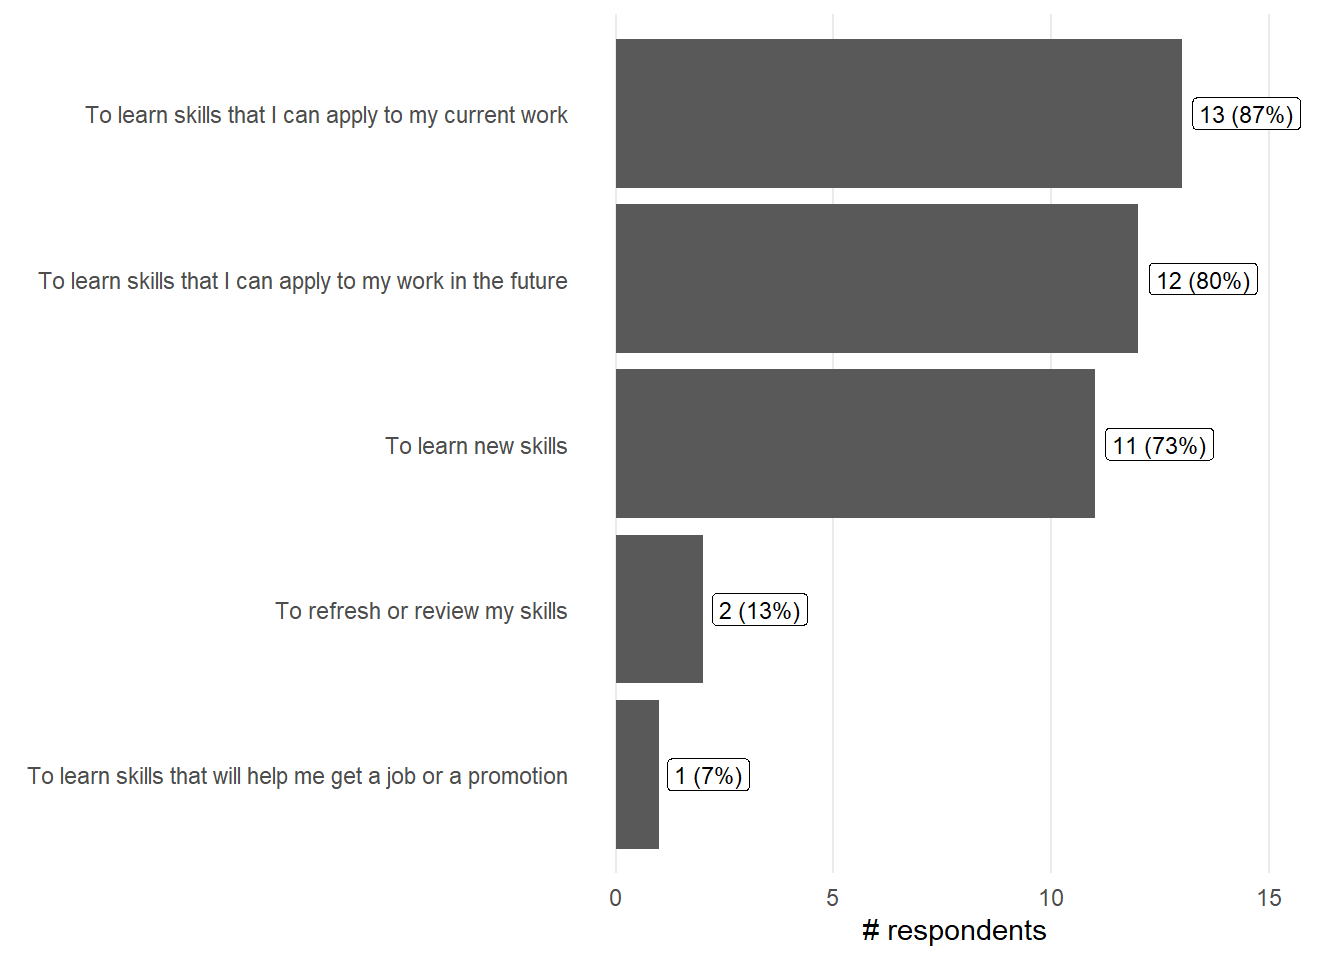 To learn skills that I can apply to my current work
13 (87%)
To learn skills that I can apply to my work in the future
12 (80%)
To learn new skills
11 (73%)
To refresh or review my skills
2 (13%)
To learn skills that will help me get a job or a promotion
1 (7%)
0 5 10 15
# respondents